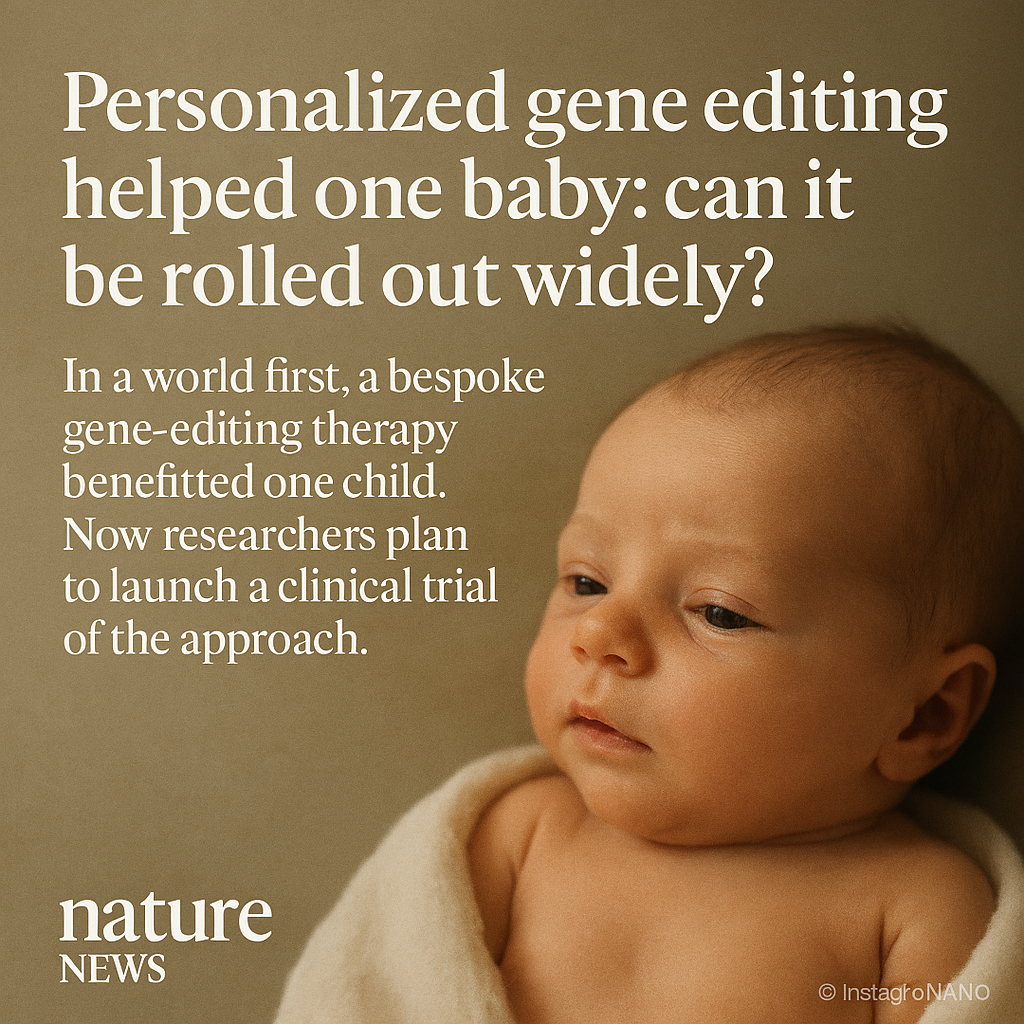 Personalized gene editing
helped one baby: can it
be rolled out widely?
In a world first, a bespoke
gene-editing therapy
benefitted one child.
Now researchers plan
to launch a clinical trial
of the approach.
nature
NEWS
© InstagroNANO